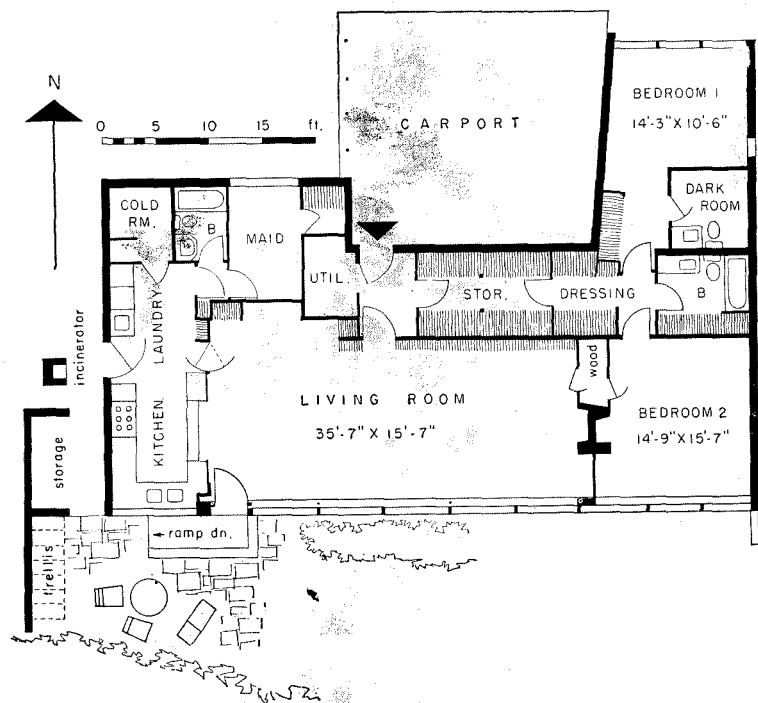 N
0 5 10 15 ft.
CARPORT
BEDROOM 1
14'-3" X 10'-6"
COLD
RM.
B
MAID
DARK
ROOM
UTIL.
STOR.
DRESSING
B
LAUNDRY
KITCHEN
incinerator
storage
LIVING ROOM
35'-7" X 15'-7"
wood
BEDROOM 2
14'-9" X 15'-7"
← ramp dn.
trellis